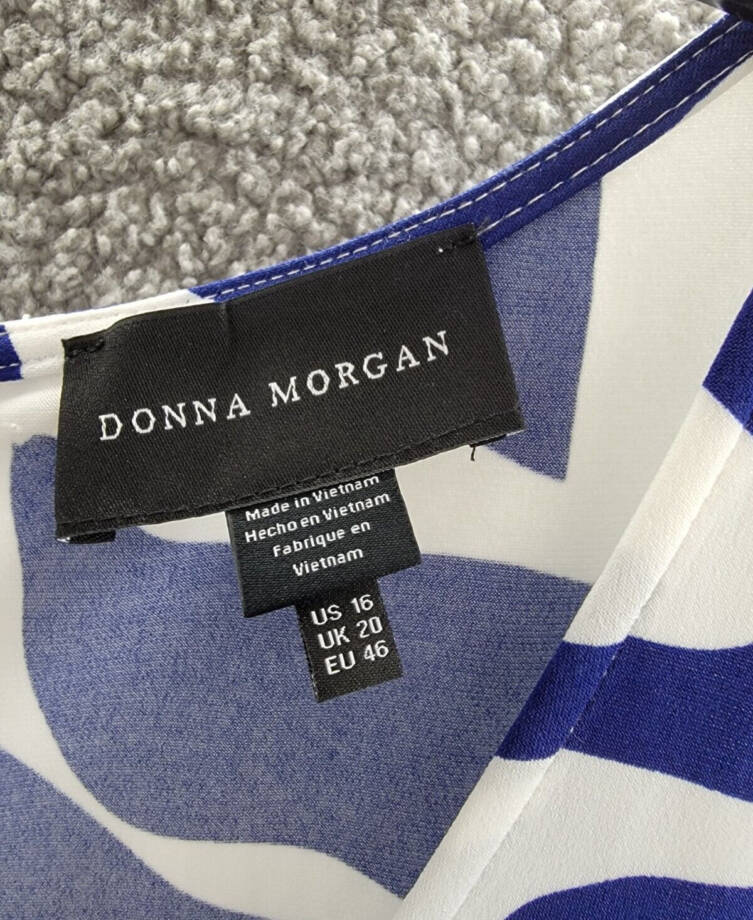 DONNA MORGAN
Made in Vietnam
Hecho en Vietnam
Fabrique en
Vietnam
US 16
UK 20
EU 46